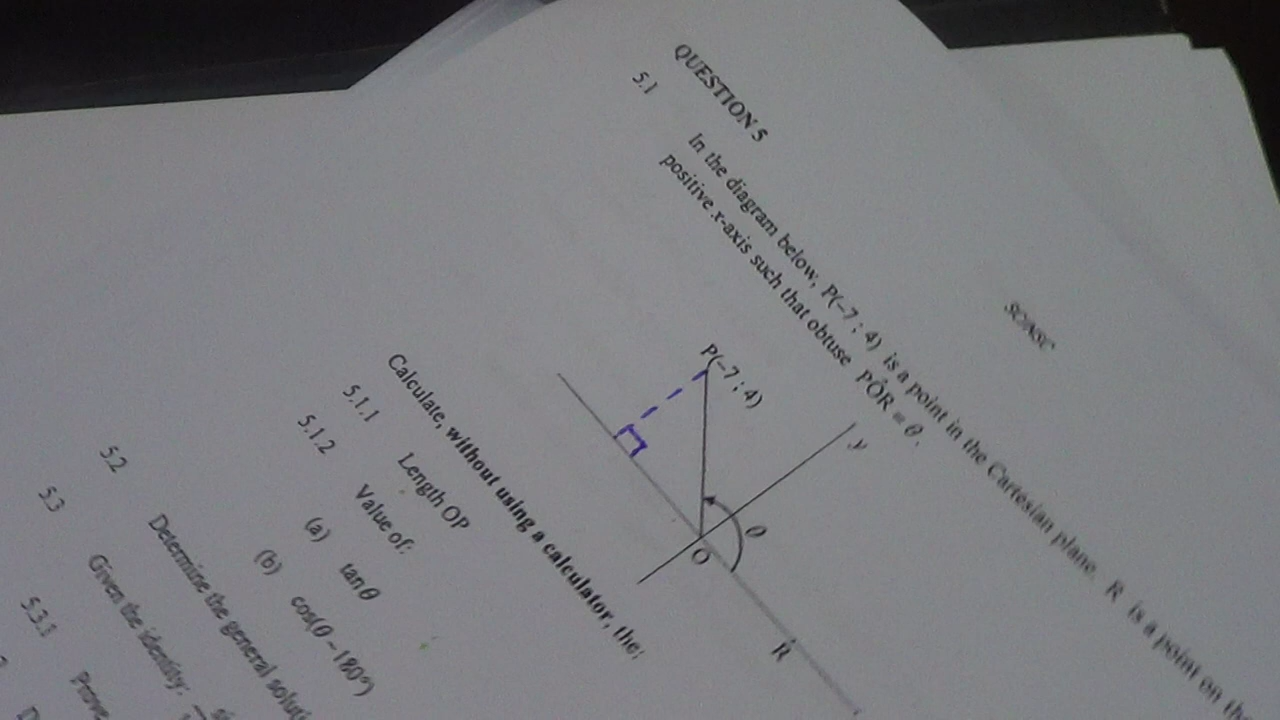 SC/NSC
QUESTION 5
5.1 In the diagram below, P(–7 ; 4) is a point in the Cartesian plane. R is a point on the
positive x-axis such that obtuse PÔR = θ.
P(–7 ; 4)
y
θ
O
R
Calculate, without using a calculator, the:
5.1.1 Length OP
5.1.2 Value of:
(a) tan θ
(b) cos(θ – 180°)
5.2 Determine the general
5.3 Given the identity:
5.3.1 Prove